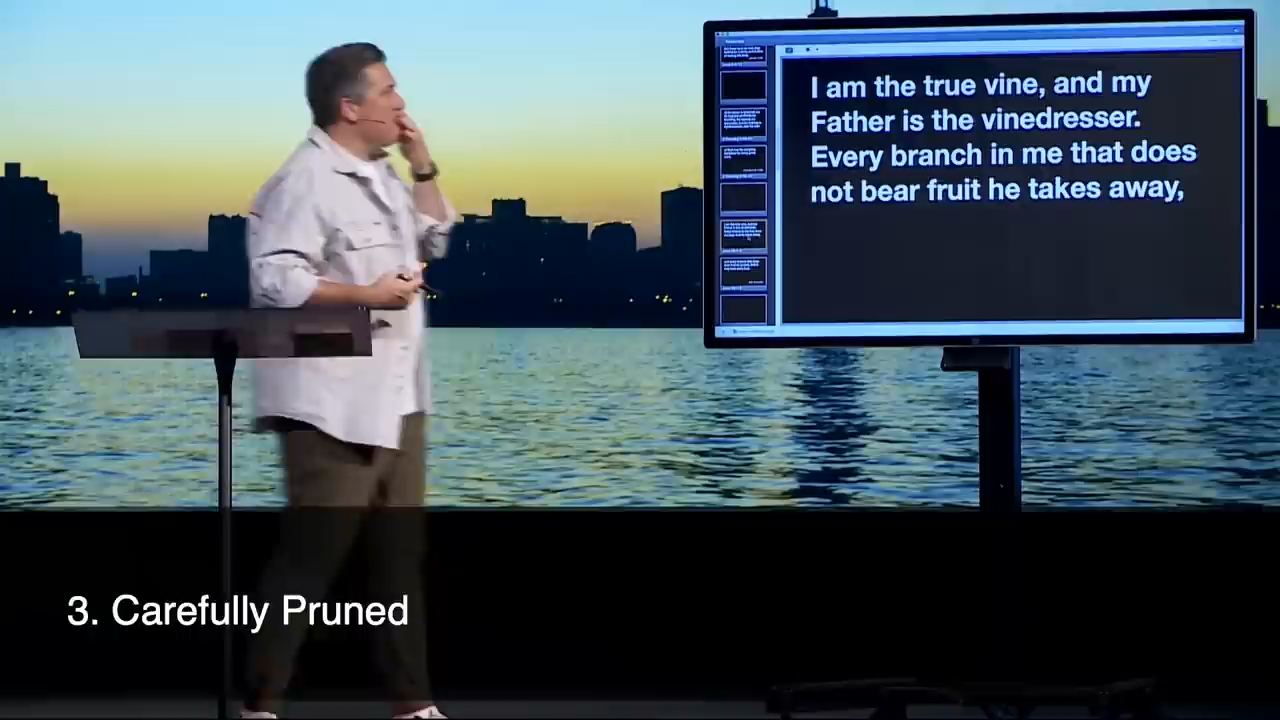 I am the true vine, and my
Father is the vinedresser.
Every branch in me that does
not bear fruit he takes away,
3. Carefully Pruned